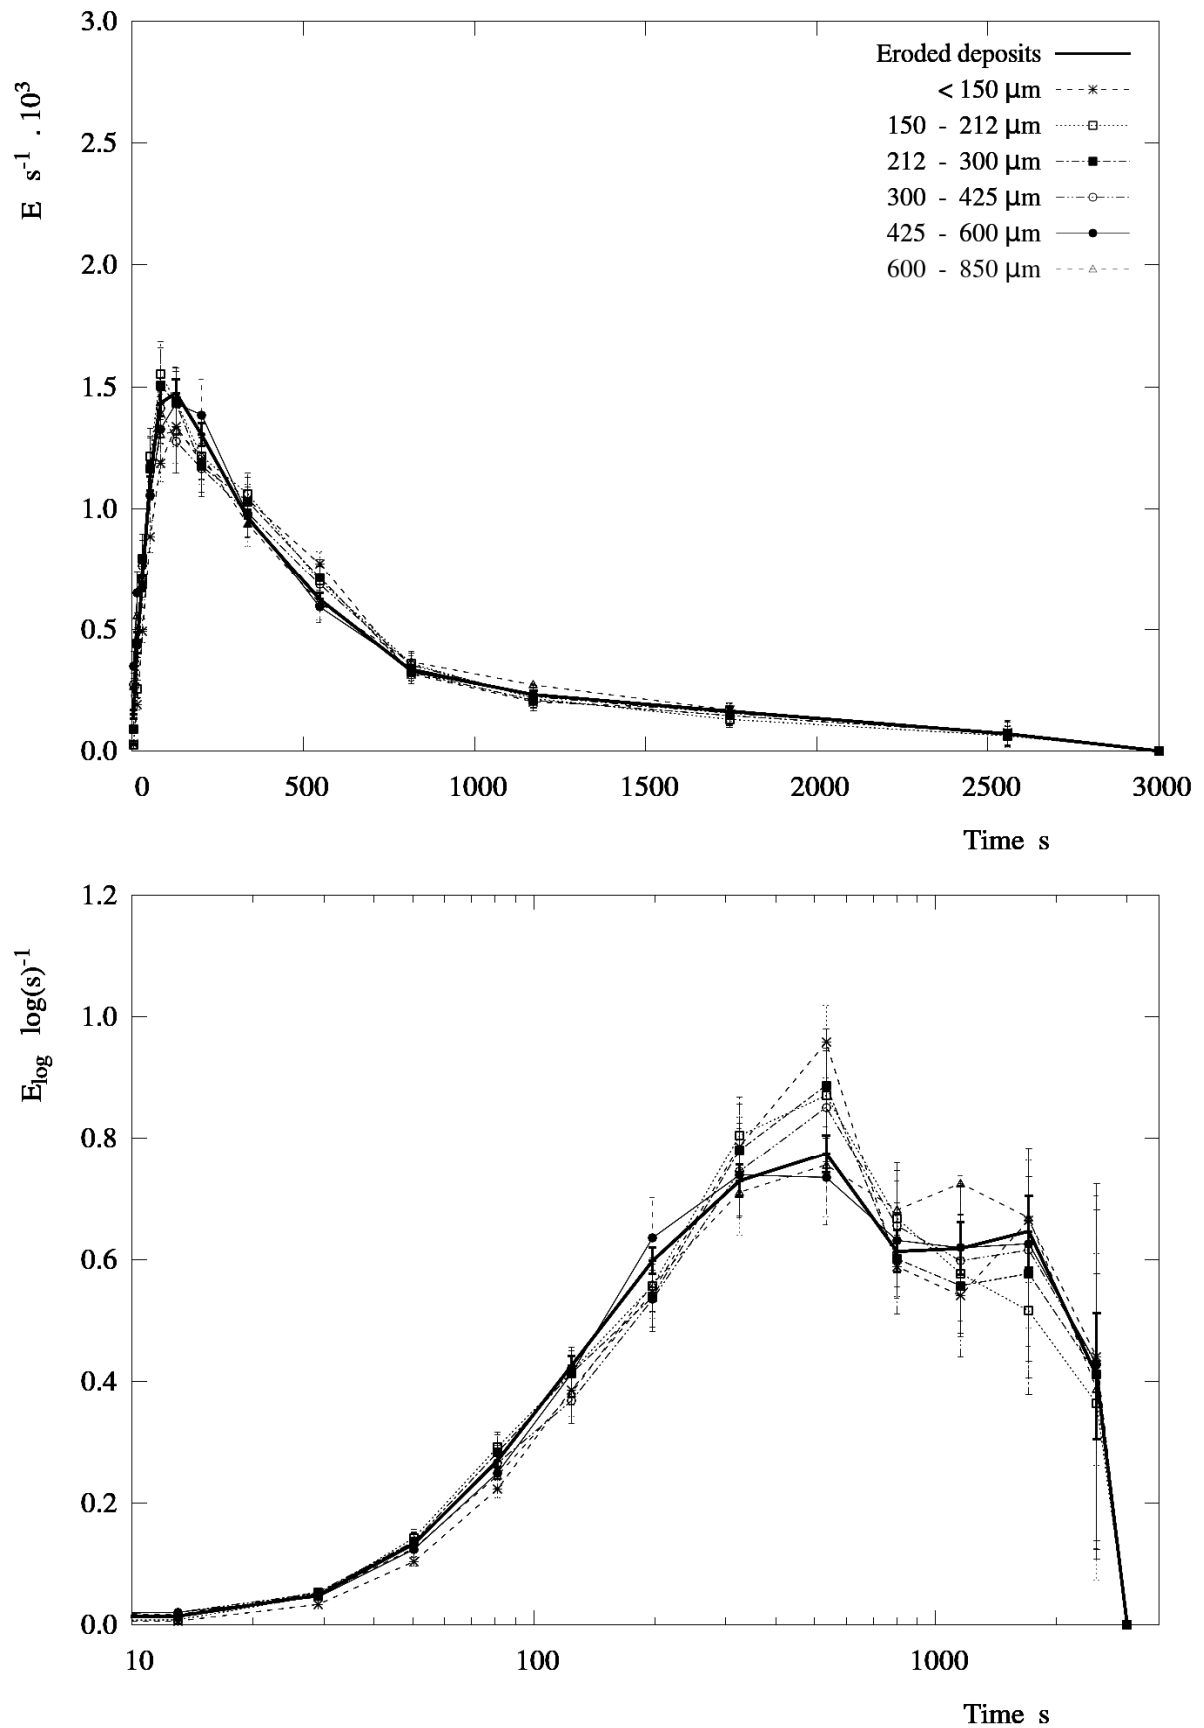 3.0
2.5
2.0
1.5
1.0
0.5
0.0
E s⁻¹ . 10³
Eroded deposits
< 150 µm
150 - 212 µm
212 - 300 µm
300 - 425 µm
425 - 600 µm
600 - 850 µm
0 500 1000 1500 2000 2500 3000
Time s
1.2
1.0
0.8
0.6
0.4
0.2
0.0
E_log log(s)⁻¹
10 100 1000
Time s